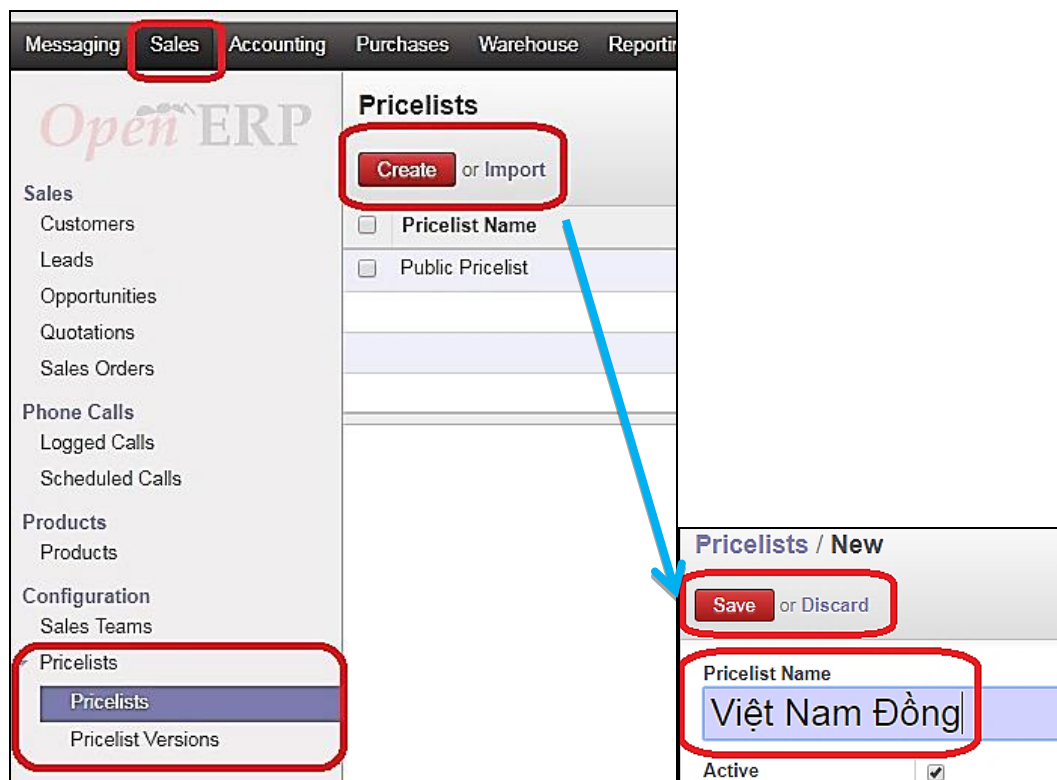 Messaging Sales Accounting Purchases Warehouse
Open ERP
Sales
Customers
Leads
Opportunities
Quotations
Sales Orders
Phone Calls
Logged Calls
Scheduled Calls
Products
Products
Configuration
Sales Teams
Pricelists
Pricelists
Pricelist Versions
Pricelists
Create or Import
Pricelist Name
Public Pricelist
Pricelists / New
Save or Discard
Pricelist Name
Việt Nam Đồng
Active